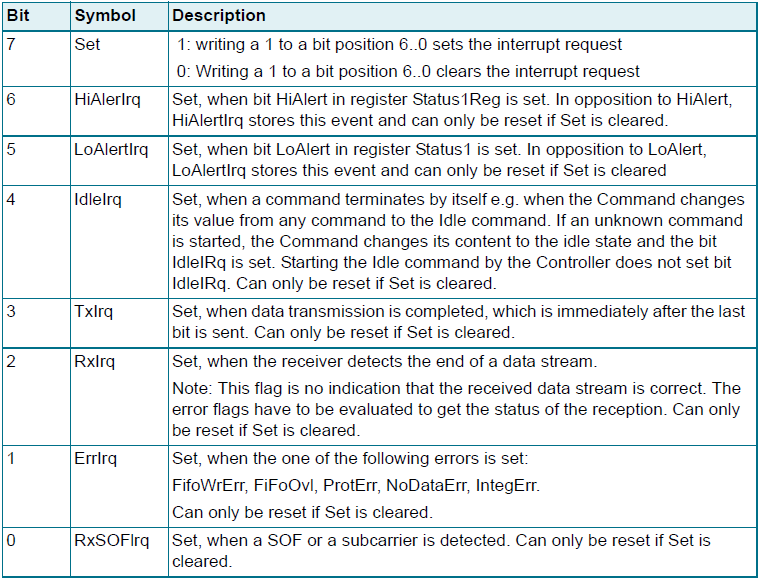 Bit Symbol Description
7 Set 1: writing a 1 to a bit position 6..0 sets the interrupt request
0: Writing a 1 to a bit position 6..0 clears the interrupt request
6 HiAlerIrq Set, when bit HiAlert in register Status1Reg is set. In opposition to HiAlert,
HiAlertIrq stores this event and can only be reset if Set is cleared.
5 LoAlertIrq Set, when bit LoAlert in register Status1 is set. In opposition to LoAlert,
LoAlertIrq stores this event and can only be reset if Set is cleared
4 IdleIrq Set, when a command terminates by itself e.g. when the Command changes
its value from any command to the Idle command. If an unknown command
is started, the Command changes its content to the idle state and the bit
IdleIRq is set. Starting the Idle command by the Controller does not set bit
IdleIRq. Can only be reset if Set is cleared.
3 TxIrq Set, when data transmission is completed, which is immediately after the last
bit is sent. Can only be reset if Set is cleared.
2 RxIrq Set, when the receiver detects the end of a data stream.
Note: This flag is no indication that the received data stream is correct. The
error flags have to be evaluated to get the status of the reception. Can only
be reset if Set is cleared.
1 ErrIrq Set, when the one of the following errors is set:
FifoWrErr, FiFoOvl, ProtErr, NoDataErr, IntegErr.
Can only be reset if Set is cleared.
0 RxSOFIrq Set, when a SOF or a subcarrier is detected. Can only be reset if Set is
cleared.